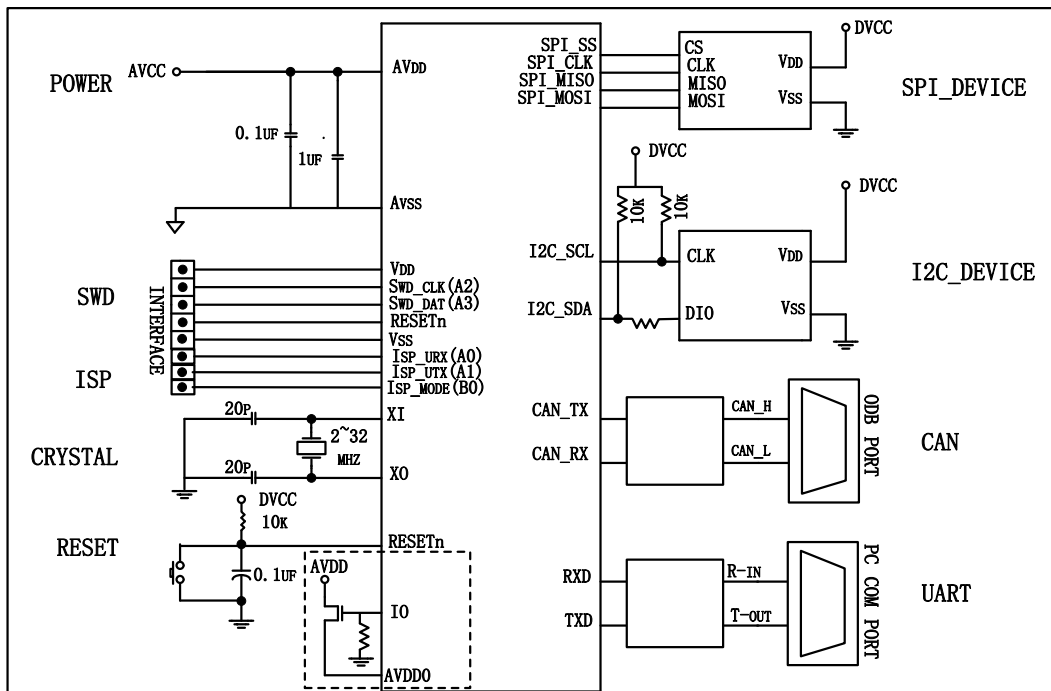 POWER
AVCC
0.1UF
1UF
AVDD
AVSS
SWD
ISP
INTERFACE
VDD
SWD_CLK(A2)
SWD_DAT(A3)
RESETn
VSS
ISP_URX(A0)
ISP_UTX(A1)
ISP_MODE(B0)
CRYSTAL
20P
20P
2~32
MHZ
XI
XO
RESET
DVCC
10K
0.1UF
RESETn
AVDD
IO
AVDDO
SPI_SS
SPI_CLK
SPI_MISO
SPI_MOSI
CS
CLK
MISO
MOSI
VDD
VSS
DVCC
SPI_DEVICE
DVCC
10K
10K
I2C_SCL
I2C_SDA
CLK
DIO
VDD
VSS
DVCC
I2C_DEVICE
CAN_TX
CAN_RX
CAN_H
CAN_L
ODB PORT
CAN
RXD
TXD
R-IN
T-OUT
PC COM PORT
UART